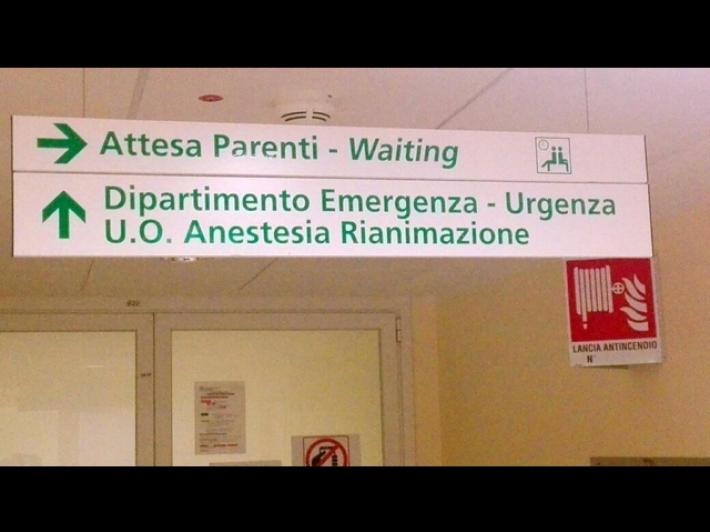 Attesa Parenti - Waiting
Dipartimento Emergenza - Urgenza
U.O. Anestesia Rianimazione
LANCIA ANTINCENDIO
N°